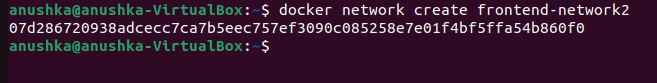 anushka@anushka-VirtualBox:~$ docker network create frontend-network2
07d286720938adcecc7ca7b5eec757ef3090c085258e7e01f4bf5ffa54b860f0
anushka@anushka-VirtualBox:~$